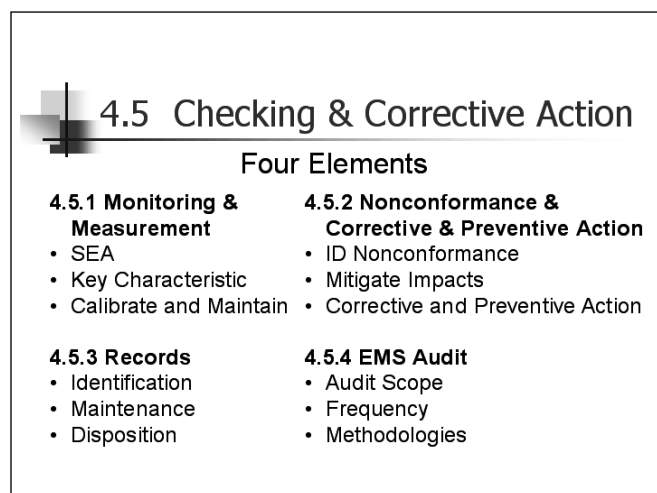 4.5 Checking & Corrective Action
Four Elements
4.5.1 Monitoring &
Measurement
• SEA
• Key Characteristic
• Calibrate and Maintain
4.5.2 Nonconformance &
Corrective & Preventive Action
• ID Nonconformance
• Mitigate Impacts
• Corrective and Preventive Action
4.5.3 Records
• Identification
• Maintenance
• Disposition
4.5.4 EMS Audit
• Audit Scope
• Frequency
• Methodologies